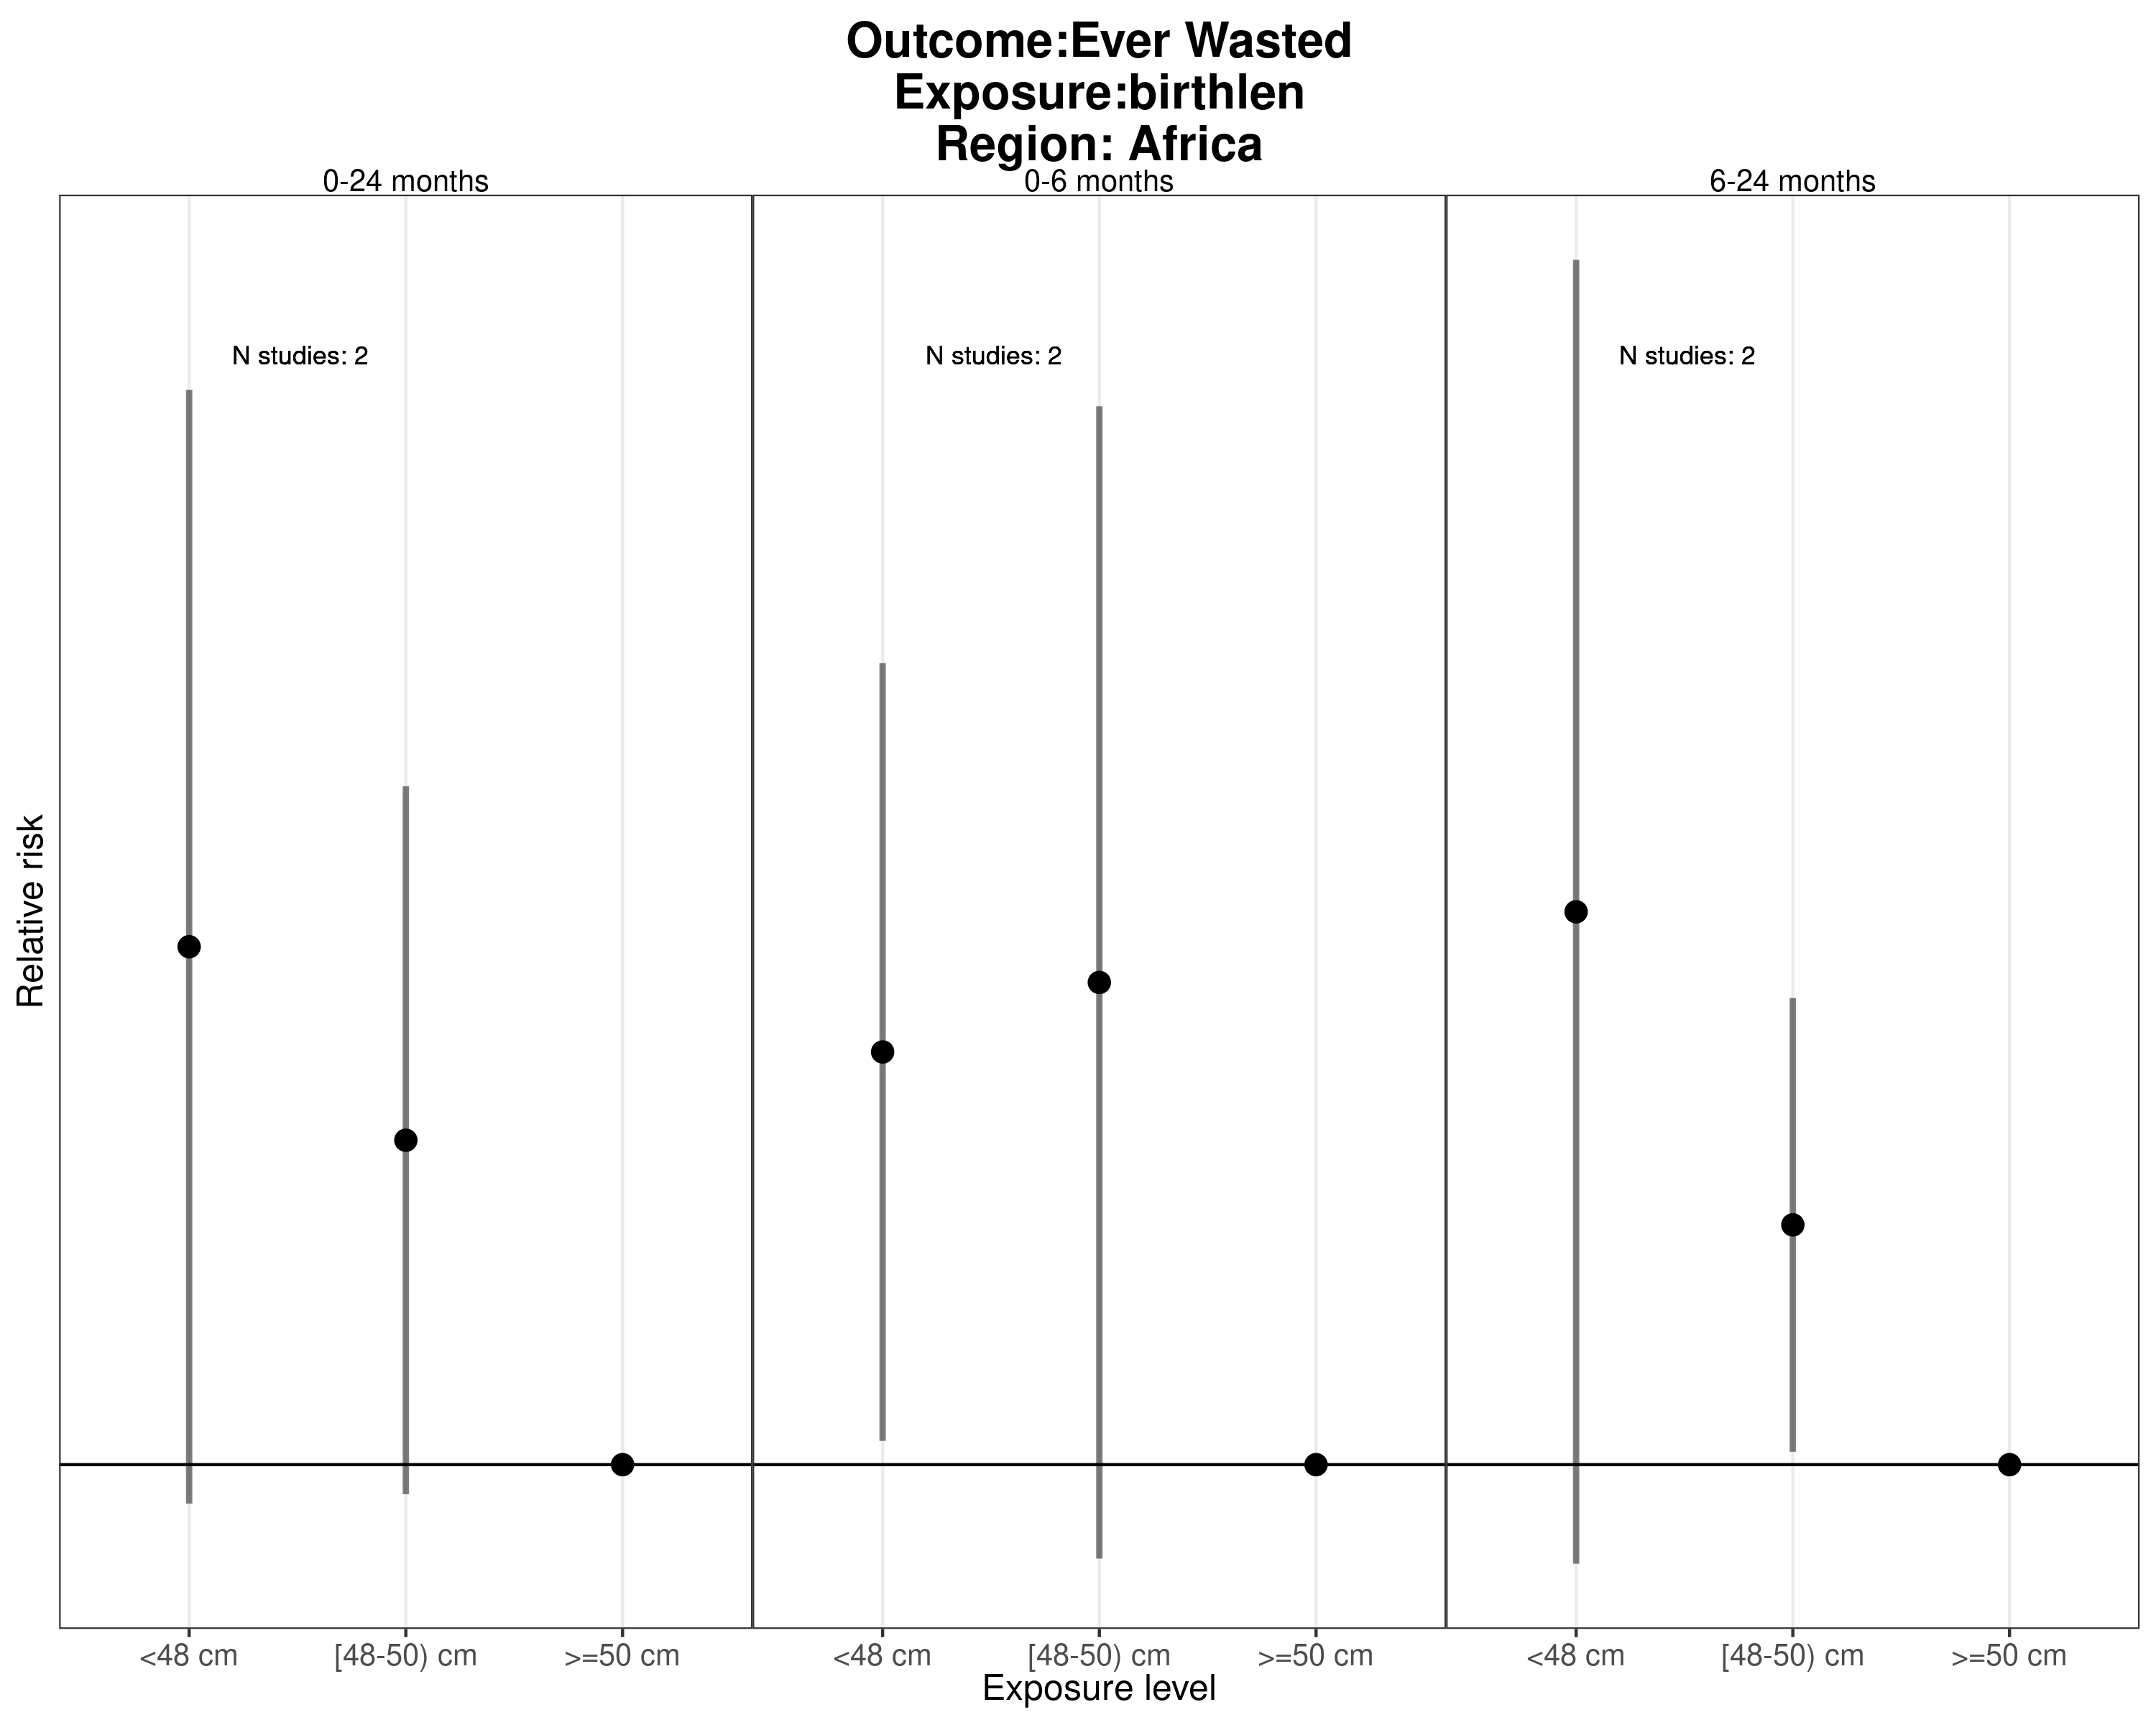 Outcome:Ever Wasted
Exposure:birthlen
Region: Africa
0-24 months
0-6 months
6-24 months
N studies: 2
N studies: 2
N studies: 2
Relative risk
<48 cm
[48-50) cm
>=50 cm
<48 cm
[48-50) cm
>=50 cm
<48 cm
[48-50) cm
>=50 cm
Exposure level